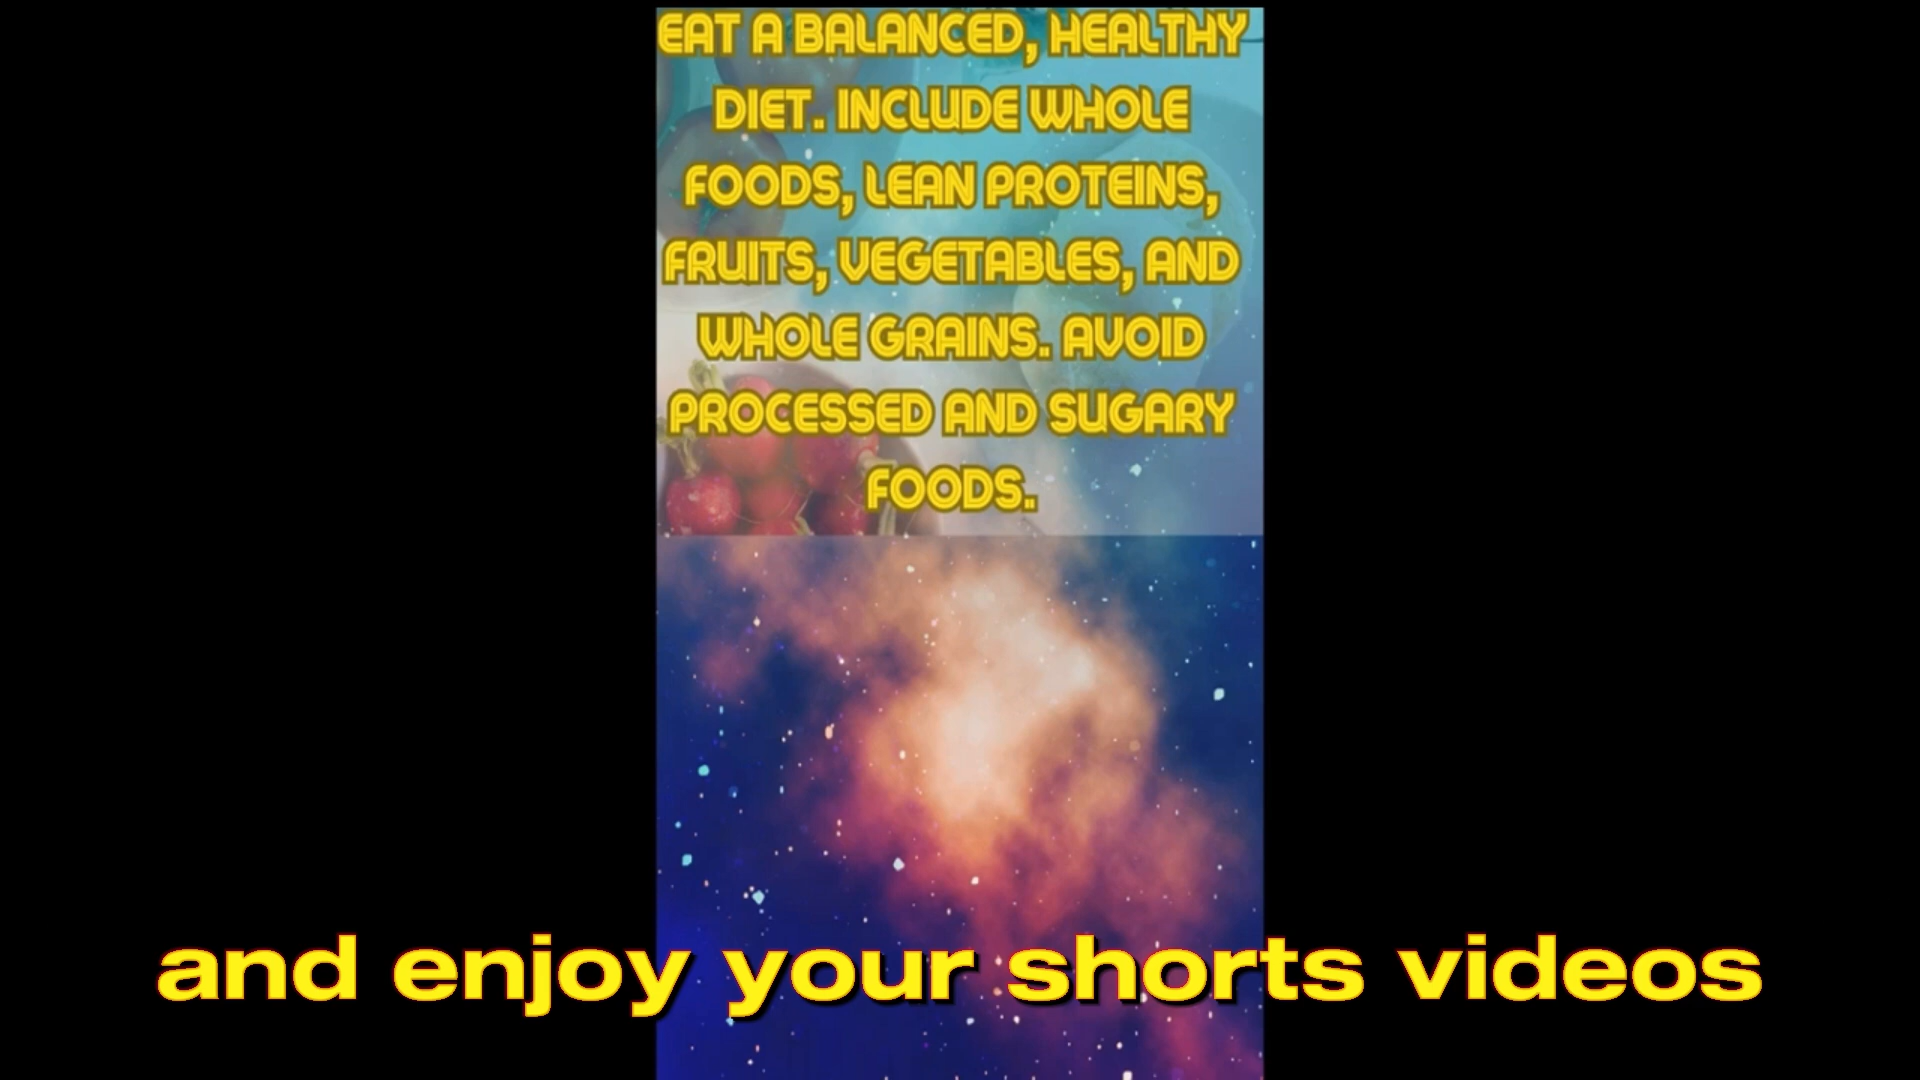 EAT A BALANCED, HEALTHY
DIET. INCLUDE WHOLE
FOODS, LEAN PROTEINS,
FRUITS, VEGETABLES, AND
WHOLE GRAINS. AVOID
PROCESSED AND SUGARY
FOODS.
and enjoy your shorts videos